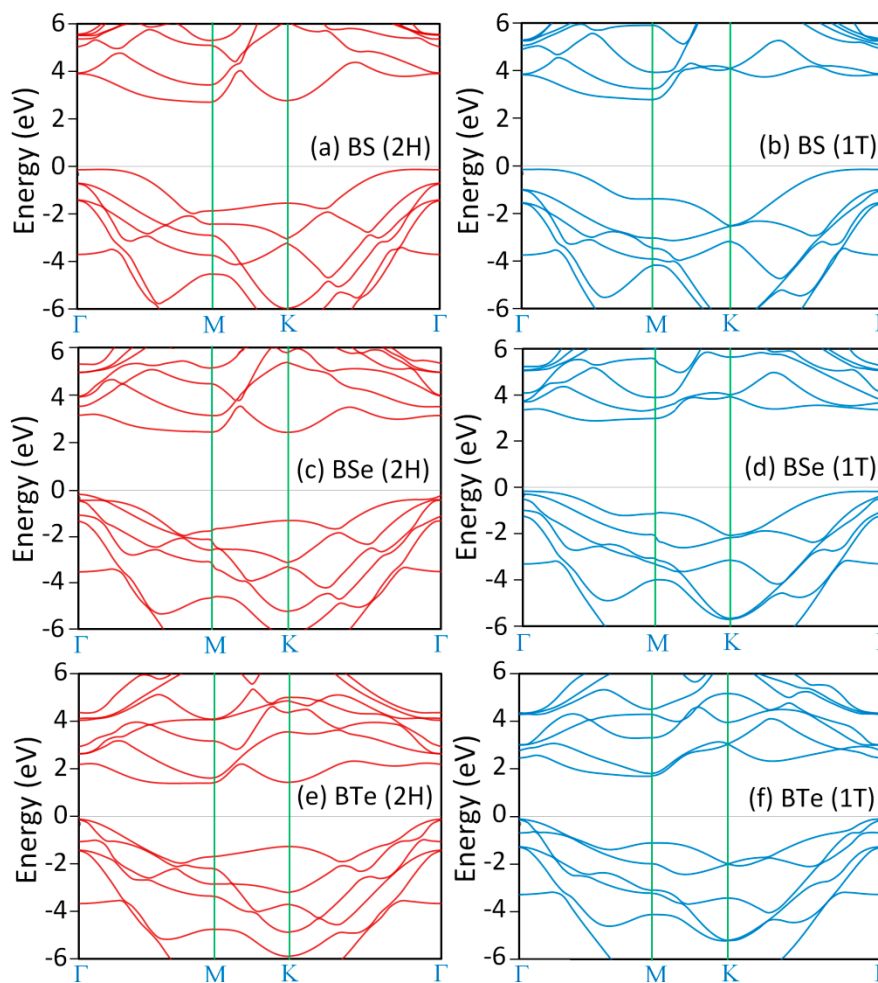 6
4
2
0
-2
-4
-6
Energy (eV)
(a) BS (2H)
Γ M K Γ
6
4
2
0
-2
-4
-6
Energy (eV)
(b) BS (1T)
Γ M K
6
4
2
0
-2
-4
-6
Energy (eV)
(c) BSe (2H)
Γ M K Γ
6
4
2
0
-2
-4
-6
Energy (eV)
(d) BSe (1T)
Γ M K
6
4
2
0
-2
-4
-6
Energy (eV)
(e) BTe (2H)
Γ M K Γ
6
4
2
0
-2
-4
-6
Energy (eV)
(f) BTe (1T)
Γ M K